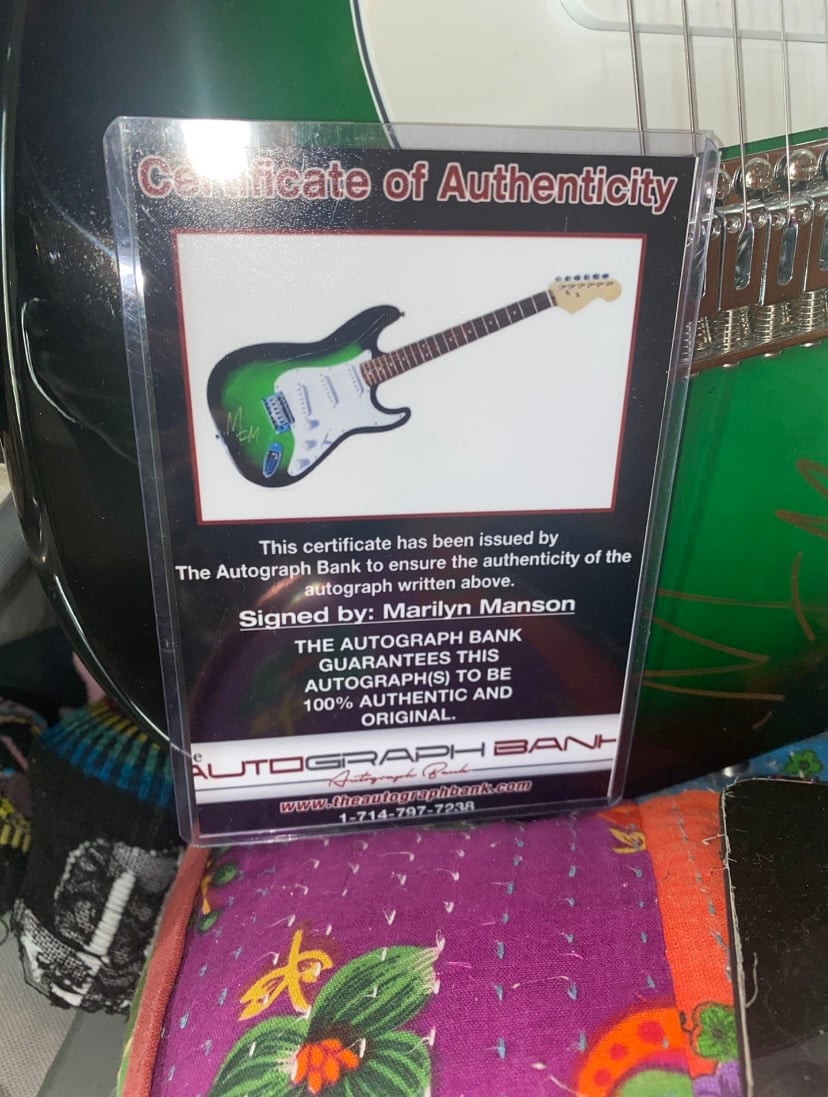 Certificate of Authenticity
This certificate has been issued by
The Autograph Bank to ensure the authenticity of the
autograph written above.
Signed by: Marilyn Manson
THE AUTOGRAPH BANK
GUARANTEES THIS
AUTOGRAPH(S) TO BE
100% AUTHENTIC AND
ORIGINAL.
AUTOGRAPH BANK
Autograph Bank
www.theautographbank.com
1-714-797-7238